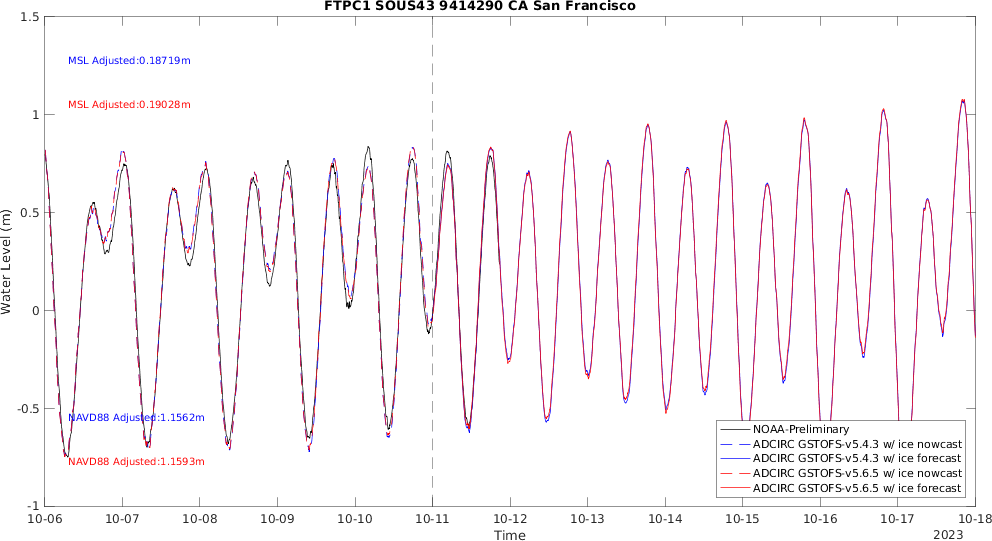 FTPC1 SOUS43 9414290 CA San Francisco
1.5
MSL Adjusted:0.18719m
MSL Adjusted:0.19028m
1
0.5
Water Level (m)
0
-0.5
NAVD88 Adjusted:1.1562m
NAVD88 Adjusted:1.1593m
NOAA-Preliminary
ADCIRC GSTOFS-v5.4.3 w/ ice nowcast
ADCIRC GSTOFS-v5.4.3 w/ ice forecast
ADCIRC GSTOFS-v5.6.5 w/ ice nowcast
ADCIRC GSTOFS-v5.6.5 w/ ice forecast
-1
10-06 10-07 10-08 10-09 10-10 10-11 10-12 10-13 10-14 10-15 10-16 10-17 10-18
Time
2023